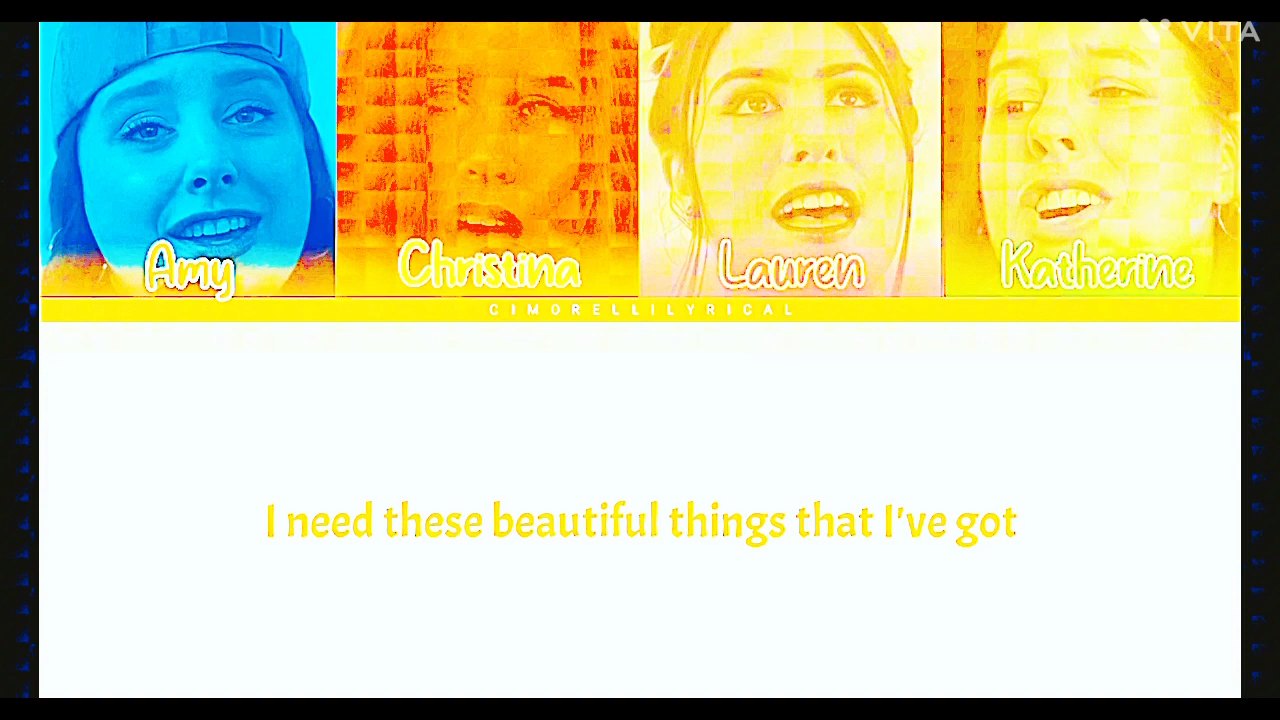 VITA
Amy Christina Lauren Katherine
CIMORELLILYRICAL
I need these beautiful things that I've got